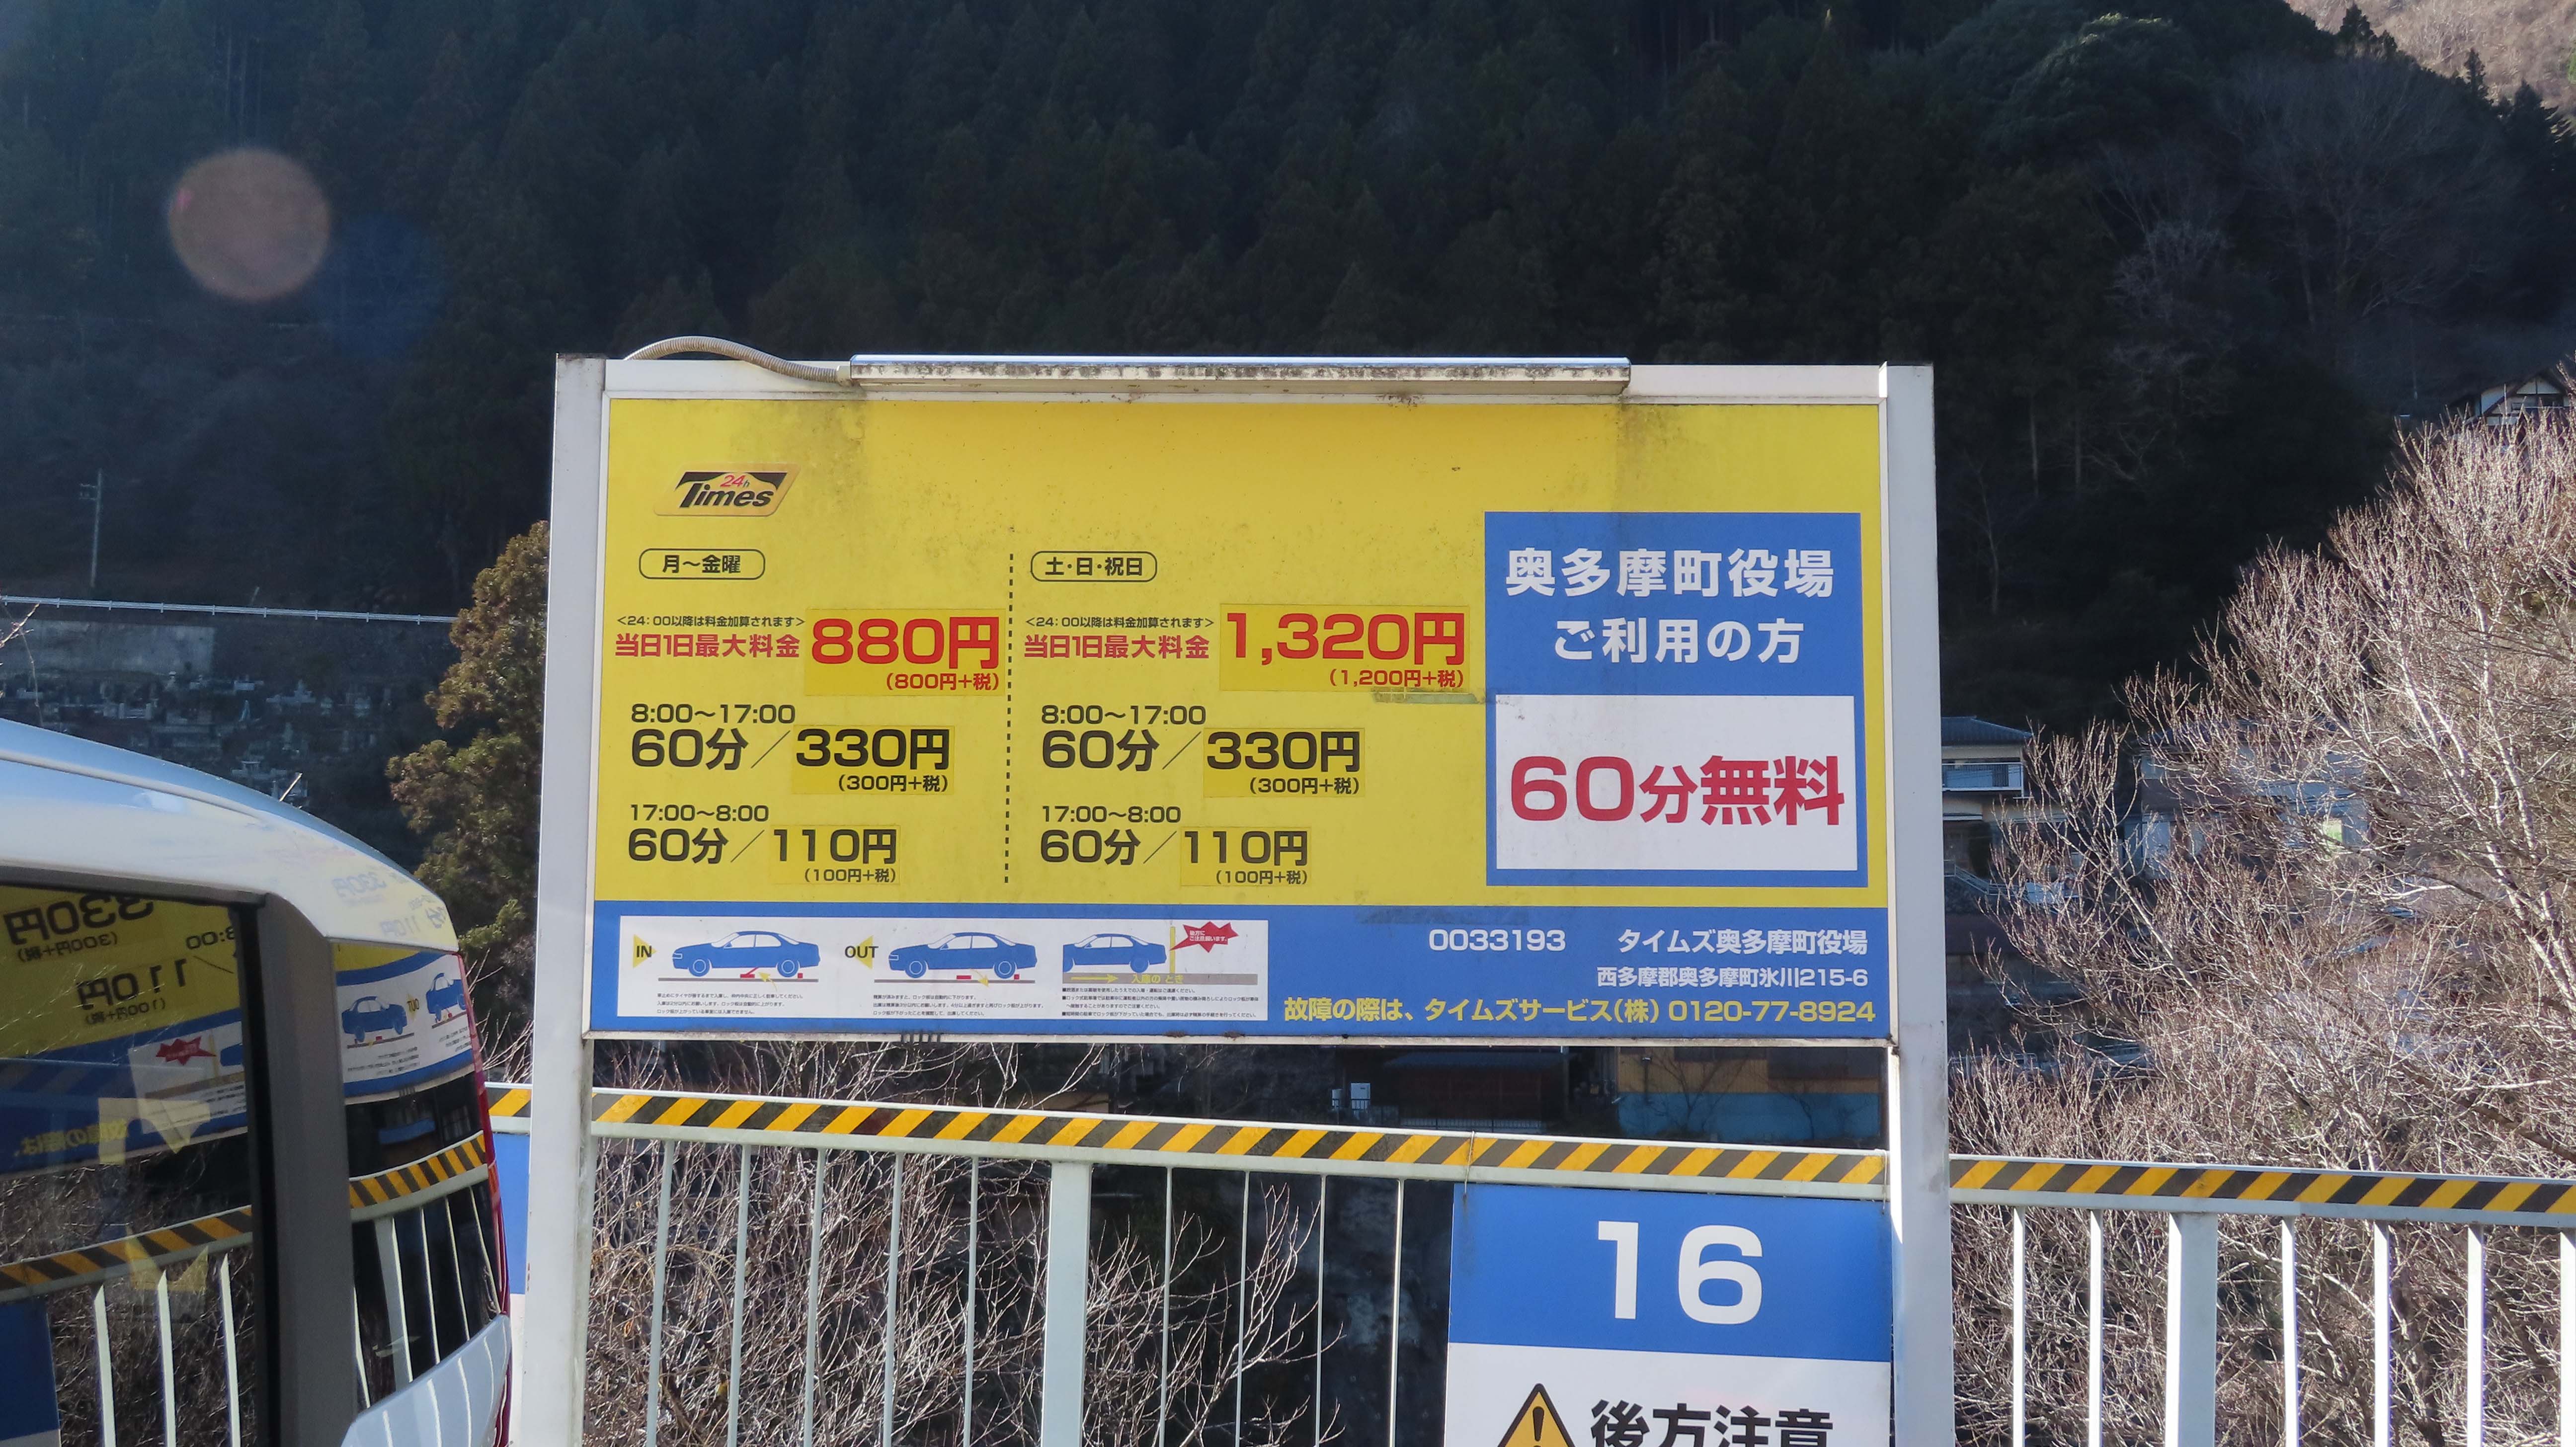 24h
Times
月～金曜
<24:00以降は料金加算されます>
当日1日最大料金 880円
(800円+税)
8:00～17:00
60分／330円
(300円+税)
17:00～8:00
60分／110円
(100円+税)
土・日・祝日
<24:00以降は料金加算されます>
当日1日最大料金 1,320円
(1,200円+税)
8:00～17:00
60分／330円
(300円+税)
17:00～8:00
60分／110円
(100円+税)
奥多摩町役場
ご利用の方
60分無料
IN
OUT
入庫のとき
0033193 タイムズ奥多摩町役場
西多摩郡奥多摩町氷川215-6
故障の際は、タイムズサービス(株) 0120-77-8924
16
後方注意